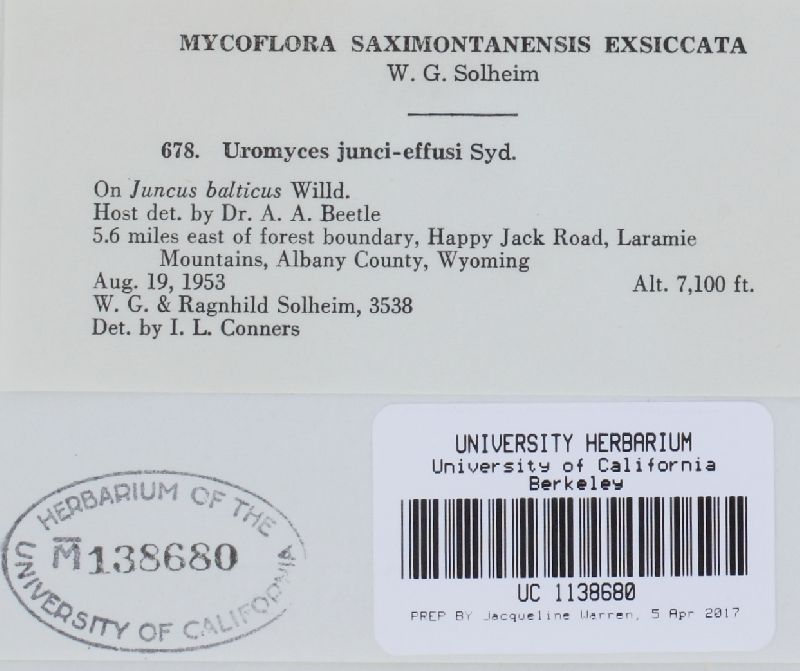 MYCOFLORA SAXIMONTANENSIS EXSICCATA
W. G. Solheim
678. Uromyces junci-effusi Syd.
On Juncus balticus Willd.
Host det. by Dr. A. A. Beetle
5.6 miles east of forest boundary, Happy Jack Road, Laramie
Mountains, Albany County, Wyoming
Aug. 19, 1953 Alt. 7,100 ft.
W. G. & Ragnhild Solheim, 3538
Det. by I. L. Conners
HERBARIUM OF THE
M138680
UNIVERSITY OF CALIFORNIA
UNIVERSITY HERBARIUM
University of California
Berkeley
UC 1138680
PREP BY Jacqueline Warren, 5 Apr 2017